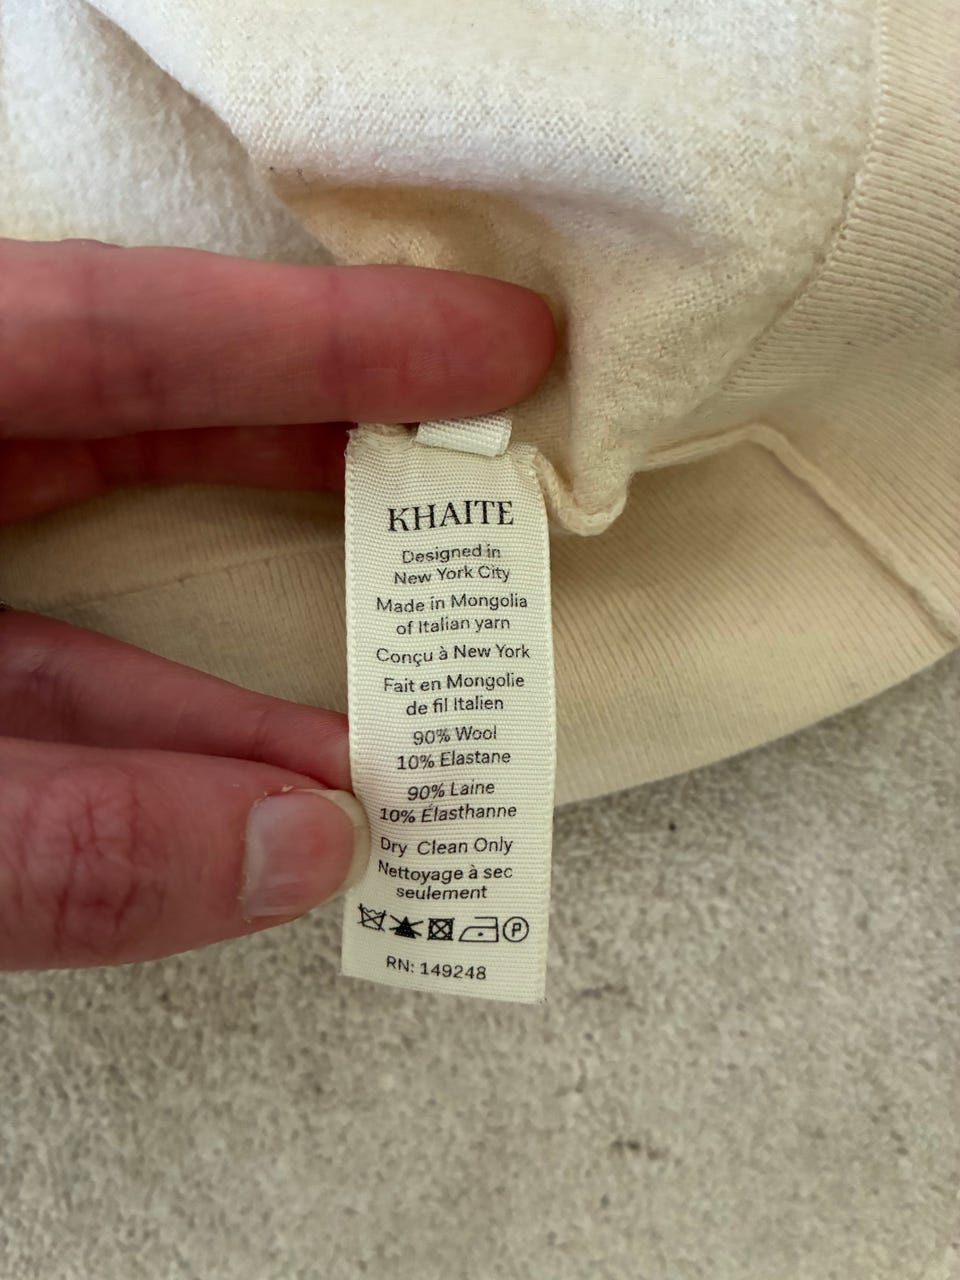 KHAITE
Designed in
New York City
Made in Mongolia
of Italian yarn
Conçu à New York
Fait en Mongolie
de fil Italien
90% Wool
10% Elastane
90% Laine
10% Élasthanne
Dry Clean Only
Nettoyage à sec
seulement
P
RN: 149248